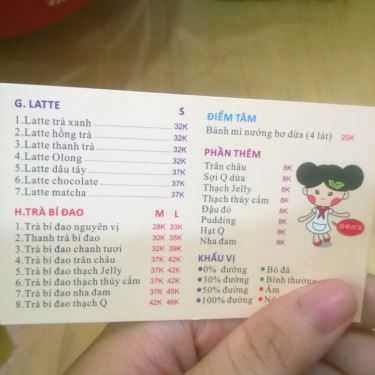 G. LATTE
S
1.Latte trà xanh 32K
2.Latte hồng trà 32K
3.Latte thanh trà 32K
4.Latte Olong 32K
5.Latte dâu tây 37K
6.Latte chocolate 37K
7.Latte matcha 37K
H.TRÀ BÍ ĐAO M L
1. Trà bí đao nguyên vị 28K 33K
2. Thanh trà bí đao 32K 35K
3. Trà bí đao chanh tươi 32K 39K
4. Trà bí đao trân châu 37K 42K
5. Trà bí đao thạch Jelly 37K 42K
6. Trà bí đao thạch thủy cầm 37K 42K
7. Trà bí đao nha đam 37K 46K
8. Trà bí đao thạch Q 42K 46K
ĐIỂM TÂM
Bánh mì nướng bơ dừa (4 lát) 20K
PHẦN THÊM
Trân châu 8K
Sợi Q dừa 8K
Thạch Jelly 8K
Thạch thủy cầm 8K
Đậu đỏ 8K
Pudding 8K
Hạt Q 8K
Nha đam 8K
KHẨU VỊ
0% đường
30% đường
50% đường
100% đường
Bỏ đá
Bình thường
Ấm